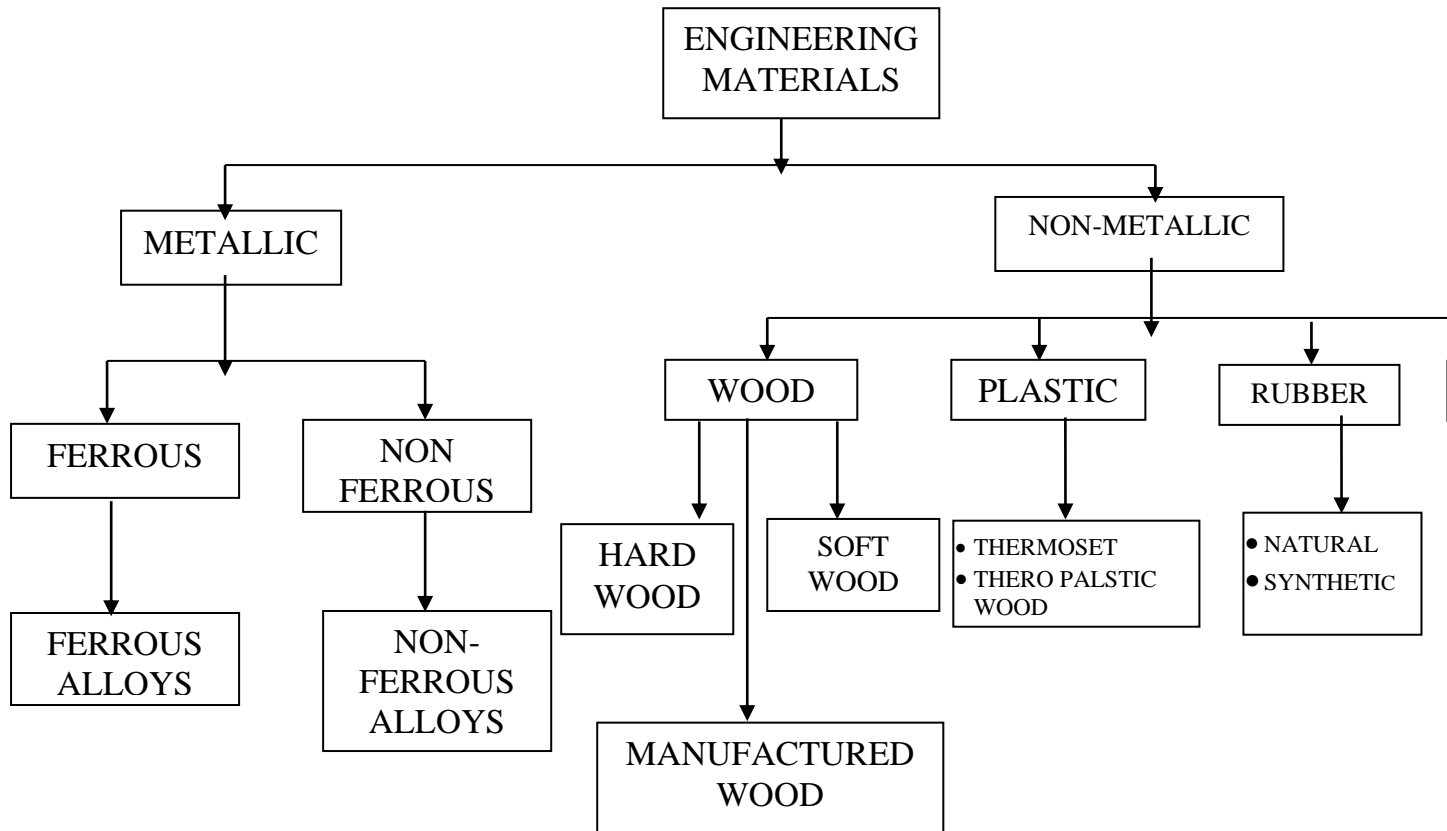 ENGINEERING
MATERIALS
METALLIC
NON-METALLIC
WOOD
PLASTIC
RUBBER
FERROUS
NON
FERROUS
HARD
WOOD
SOFT
WOOD
• THERMOSET
• THERO PALSTIC
WOOD
• NATURAL
• SYNTHETIC
FERROUS
ALLOYS
NON-
FERROUS
ALLOYS
MANUFACTURED
WOOD